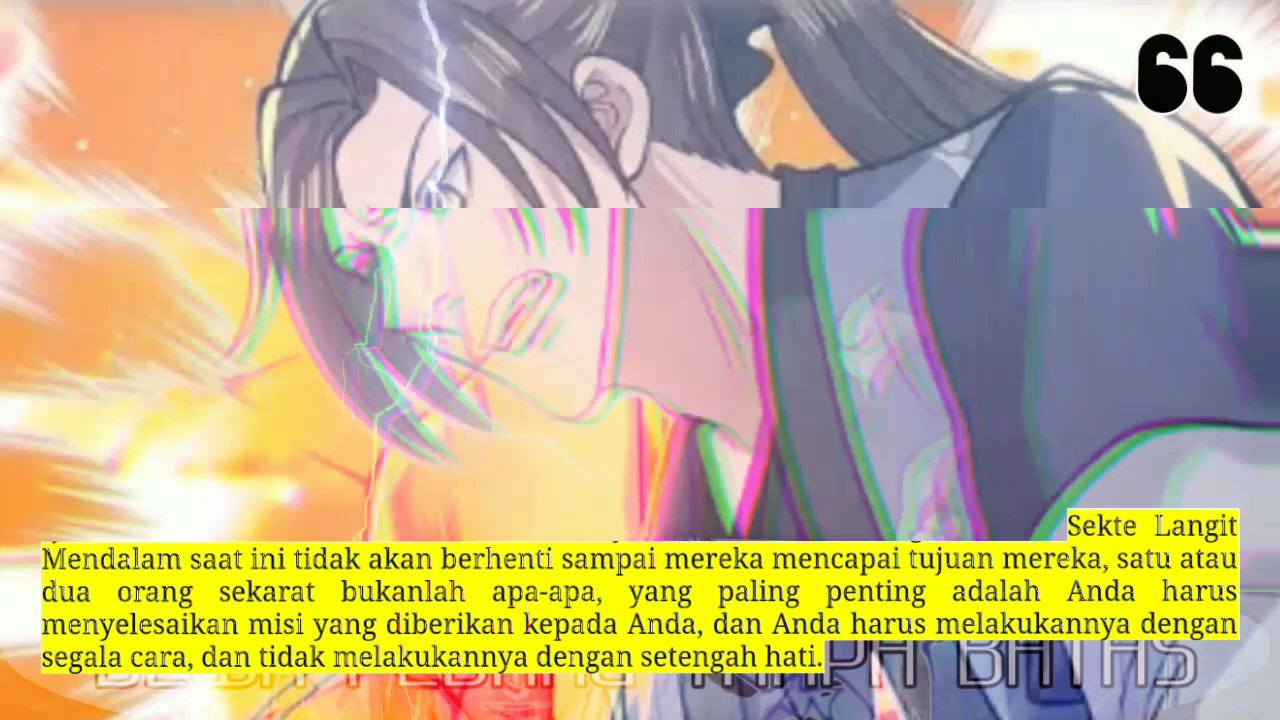 66
Sekte Langit
Mendalam saat ini tidak akan berhenti sampai mereka mencapai tujuan mereka, satu atau
dua orang sekarat bukanlah apa-apa, yang paling penting adalah Anda harus
menyelesaikan misi yang diberikan kepada Anda, dan Anda harus melakukannya dengan
segala cara, dan tidak melakukannya dengan setengah hati.
BATAS